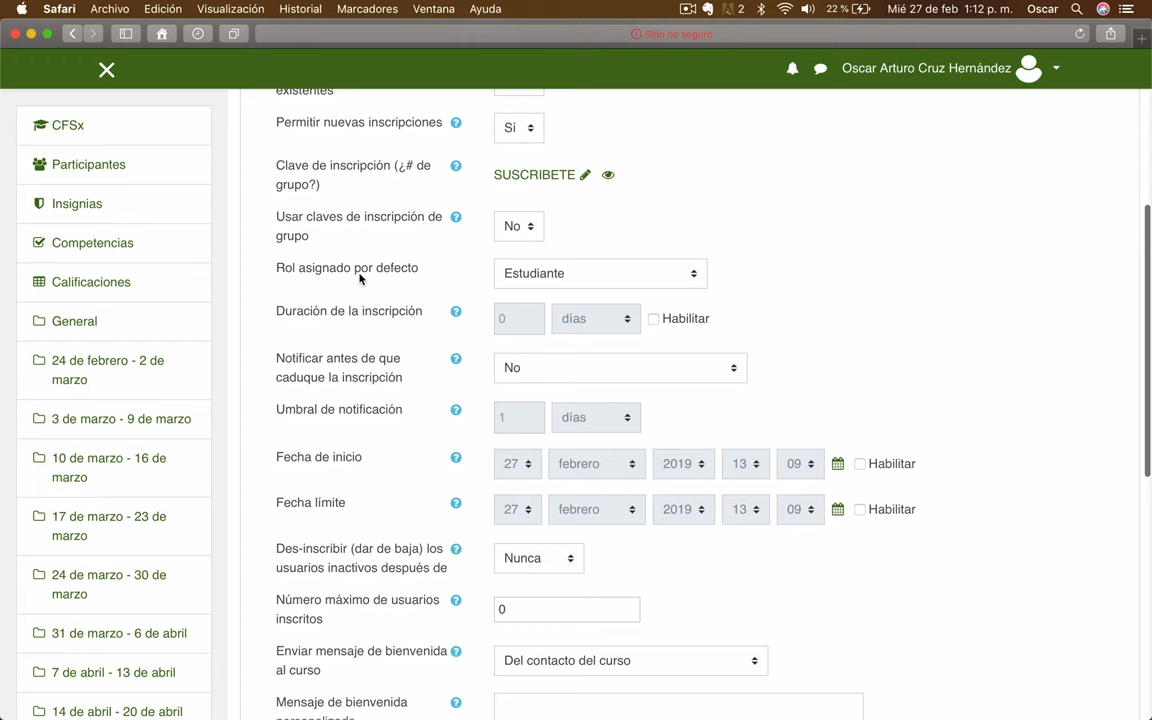 Safari Archivo Edición Visualización Historial Marcadores Ventana Ayuda 2 22 % Mié 27 de feb 1:12 p. m. Oscar
Sitio no seguro
Oscar Arturo Cruz Hernández
CFSx
Participantes
Insignias
Competencias
Calificaciones
General
24 de febrero - 2 de
marzo
3 de marzo - 9 de marzo
10 de marzo - 16 de
marzo
17 de marzo - 23 de
marzo
24 de marzo - 30 de
marzo
31 de marzo - 6 de abril
7 de abril - 13 de abril
14 de abril - 20 de abril
existentes
Permitir nuevas inscripciones ? Sí
Clave de inscripción (¿# de
grupo?) ? SUSCRIBETE
Usar claves de inscripción de
grupo ? No
Rol asignado por defecto Estudiante
Duración de la inscripción ? 0 días Habilitar
Notificar antes de que
caduque la inscripción ? No
Umbral de notificación ? 1 días
Fecha de inicio ? 27 febrero 2019 13 09 Habilitar
Fecha límite ? 27 febrero 2019 13 09 Habilitar
Des-inscribir (dar de baja) los
usuarios inactivos después de ? Nunca
Número máximo de usuarios
inscritos ? 0
Enviar mensaje de bienvenida
al curso ? Del contacto del curso
Mensaje de bienvenida ?
personalizado